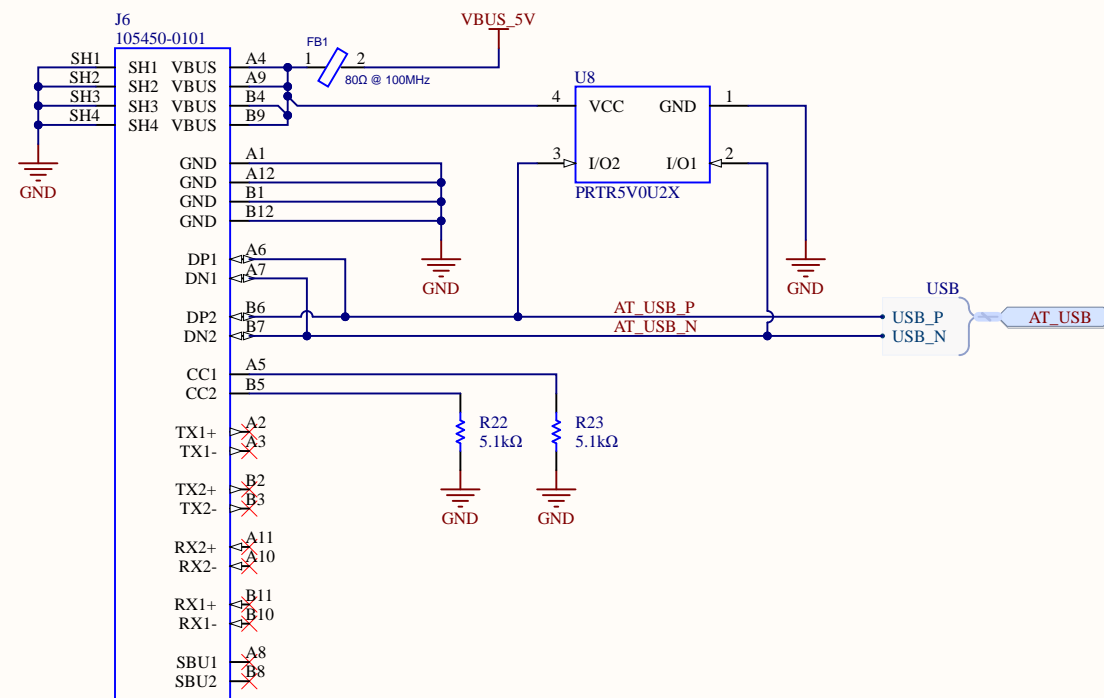 J6
105450-0101
VBUS_5V
FB1
1 2
80Ω @ 100MHz
SH1 SH1 VBUS A4
SH2 SH2 VBUS A9
SH3 SH3 VBUS B4
SH4 SH4 VBUS B9
GND
U8
4 VCC GND 1
3 I/O2 I/O1 2
PRTR5V0U2X
GND A1
GND A12
GND B1
GND B12
GND
GND
DP1 A6
DN1 A7
DP2 B6
DN2 B7
AT_USB_P
AT_USB_N
USB
USB_P
USB_N
AT_USB
CC1 A5
CC2 B5
R22
5.1kΩ
R23
5.1kΩ
GND
GND
TX1+ A2
TX1- A3
TX2+ B2
TX2- B3
RX2+ A11
RX2- A10
RX1+ B11
RX1- B10
SBU1 A8
SBU2 B8